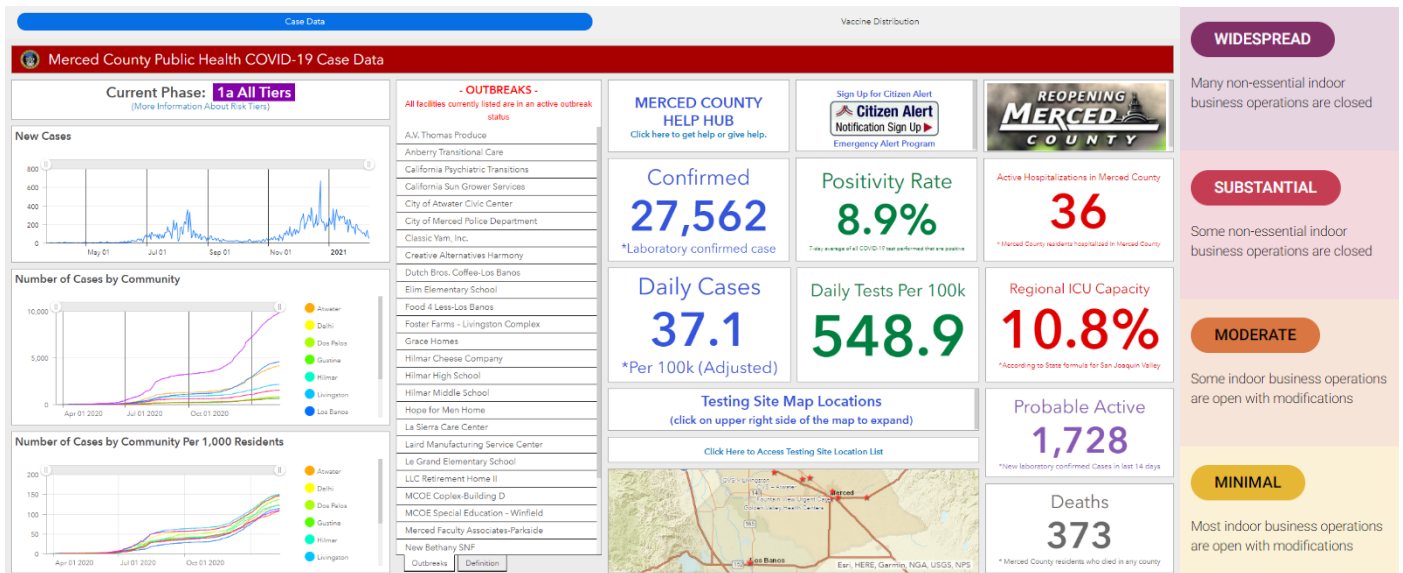 Case Data
Vaccine Distribution
Merced County Public Health COVID-19 Case Data
Current Phase: 1a All Tiers
(More Information About Risk Tiers)
New Cases
800
600
400
200
0
May 01
Jul 01
Sep 01
Nov 01
2021
Number of Cases by Community
10,000
5,000
0
Apr 01 2020
Jul 01 2020
Oct 01 2020
Atwater
Delhi
Dos Palos
Gustine
Hilmar
Livingston
Los Banos
Number of Cases by Community Per 1,000 Residents
200
150
100
50
0
Apr 01 2020
Jul 01 2020
Oct 01 2020
Atwater
Delhi
Dos Palos
Gustine
Hilmar
Livingston
- OUTBREAKS -
All facilities currently listed are in an active outbreak
status
A.V. Thomas Produce
Anberry Transitional Care
California Psychiatric Transitions
California Sun Grower Services
City of Atwater Civic Center
City of Merced Police Department
Classic Yam, Inc.
Creative Alternatives Harmony
Dutch Bros. Coffee-Los Banos
Elim Elementary School
Food 4 Less-Los Banos
Foster Farms - Livingston Complex
Grace Homes
Hilmar Cheese Company
Hilmar High School
Hilmar Middle School
Hope for Men Home
La Sierra Care Center
Laird Manufacturing Service Center
Le Grand Elementary School
LLC Retirement Home II
MCOE Coplex-Building D
MCOE Special Education - Winfield
Merced Faculty Associates-Parkside
New Bethany SNF
Outbreaks
Definition
MERCED COUNTY
HELP HUB
Click here to get help or give help.
Sign Up for Citizen Alert
Citizen Alert
Notification Sign Up
Emergency Alert Program
REOPENING
MERCED
COUNTY
Confirmed
27,562
*Laboratory confirmed case
Positivity Rate
8.9%
7-day average of all COVID-19 test performed that are positive
Active Hospitalizations in Merced County
36
* Merced County residents hospitalized in Merced County
Daily Cases
37.1
*Per 100k (Adjusted)
Daily Tests Per 100k
548.9
Regional ICU Capacity
10.8%
*According to State formula for San Joaquin Valley
Testing Site Map Locations
(click on upper right side of the map to expand)
Click Here to Access Testing Site Location List
Merced
Fountain View Urgent Care
Golden Valley Health Centers
140
165
152
Los Banos
Esri, HERE, Garmin, NGA, USGS, NPS
Probable Active
1,728
*New laboratory confirmed Cases in last 14 days
Deaths
373
* Merced County residents who died in any county
WIDESPREAD
Many non-essential indoor
business operations are closed
SUBSTANTIAL
Some non-essential indoor
business operations are closed
MODERATE
Some indoor business operations
are open with modifications
MINIMAL
Most indoor business operations
are open with modifications